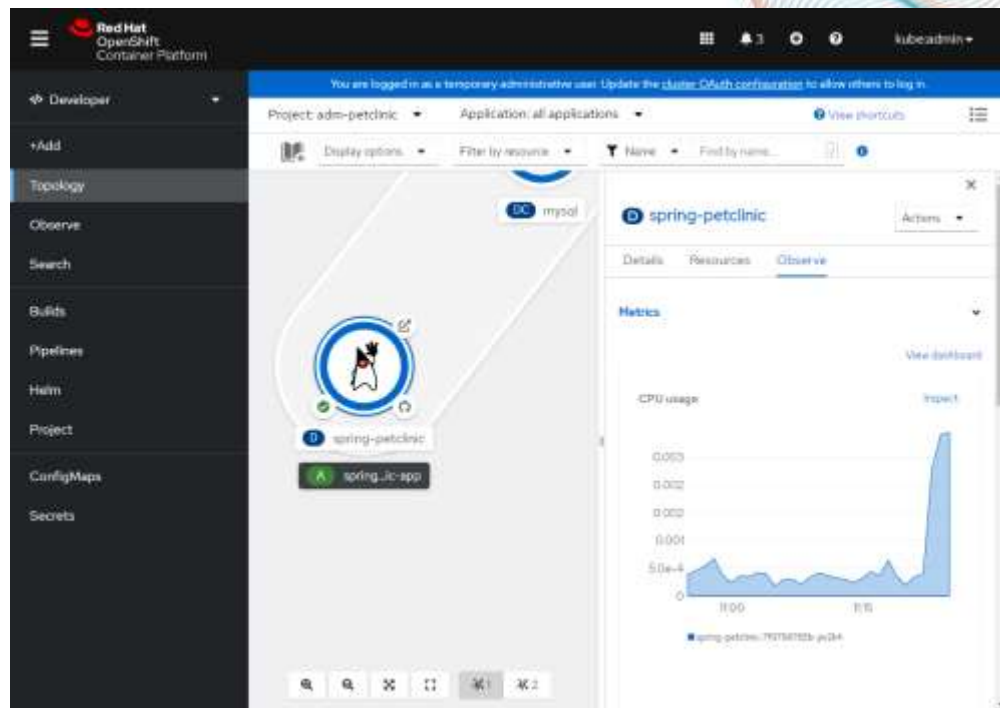 Red Hat
OpenShift
Container Platform
3
kubeadmin
You are logged in as a temporary administrative user. Update the cluster OAuth configuration to allow others to log in.
Developer
Project: adm-petclinic
Application: all applications
View shortcuts
+Add
Display options
Filter by resource
Name
Find by name...
Topology
DC mysql
D spring-petclinic
Actions
Observe
Details
Resources
Observe
Search
Builds
Metrics
Pipelines
View dashboard
Helm
CPU usage
Inspect
Project
D spring-petclinic
A spring...ic-app
ConfigMaps
Secrets
0.003
0.002
0.002
0.001
5.0e-4
0
11:00
11:15
1
2